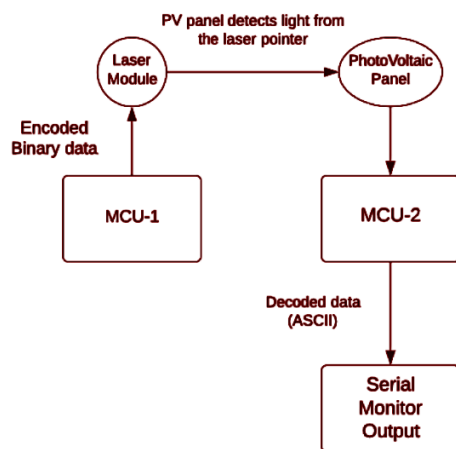 PV panel detects light from
the laser pointer
Laser
Module
PhotoVoltaic
Panel
Encoded
Binary data
MCU-1
MCU-2
Decoded data
(ASCII)
Serial
Monitor
Output